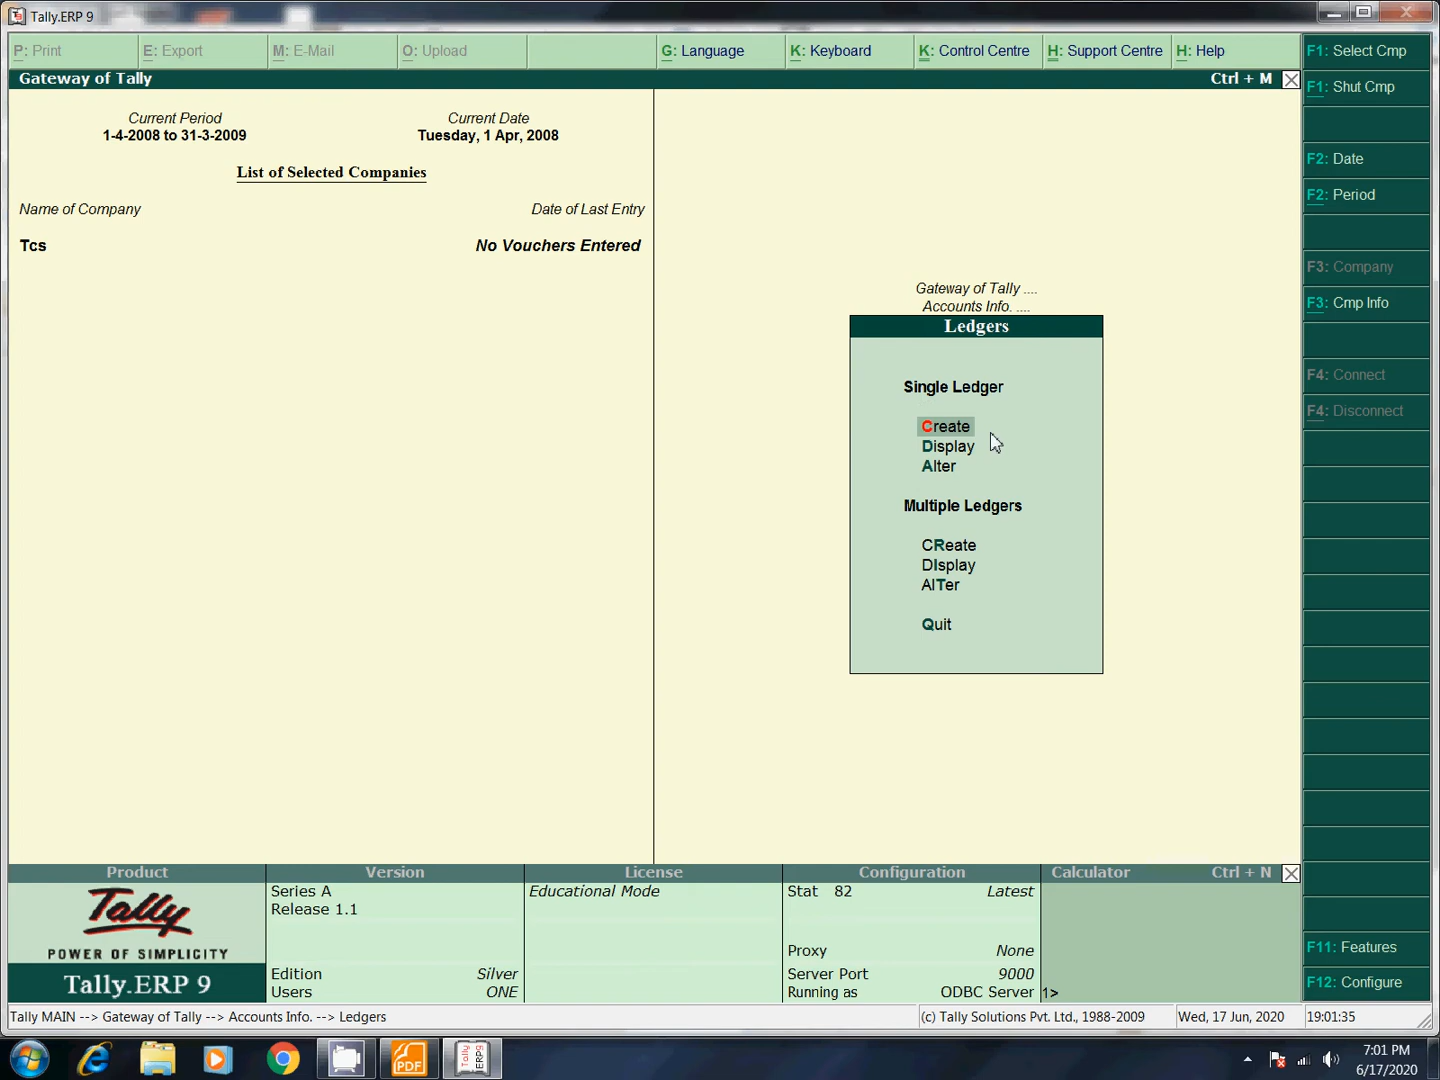 Tally.ERP 9
P: Print
E: Export
M: E-Mail
O: Upload
G: Language
K: Keyboard
K: Control Centre
H: Support Centre
H: Help
F1: Select Cmp
Gateway of Tally
Ctrl + M
F1: Shut Cmp
Current Period
1-4-2008 to 31-3-2009
Current Date
Tuesday, 1 Apr, 2008
List of Selected Companies
Name of Company
Date of Last Entry
Tcs
No Vouchers Entered
Gateway of Tally ....
Accounts Info. ....
Ledgers
Single Ledger
Create
Display
Alter
Multiple Ledgers
CReate
DIsplay
AlTer
Quit
F2: Date
F2: Period
F3: Company
F3: Cmp Info
F4: Connect
F4: Disconnect
F11: Features
F12: Configure
Product
Tally
POWER OF SIMPLICITY
Tally.ERP 9
Version
Series A
Release 1.1
Edition Silver
Users ONE
License
Educational Mode
Configuration
Stat 82 Latest
Proxy None
Server Port 9000
Running as ODBC Server
Calculator
Ctrl + N
1>
Tally MAIN --> Gateway of Tally --> Accounts Info. --> Ledgers
(c) Tally Solutions Pvt. Ltd., 1988-2009
Wed, 17 Jun, 2020
19:01:35
PDF
Tally
ERP9
7:01 PM
6/17/2020